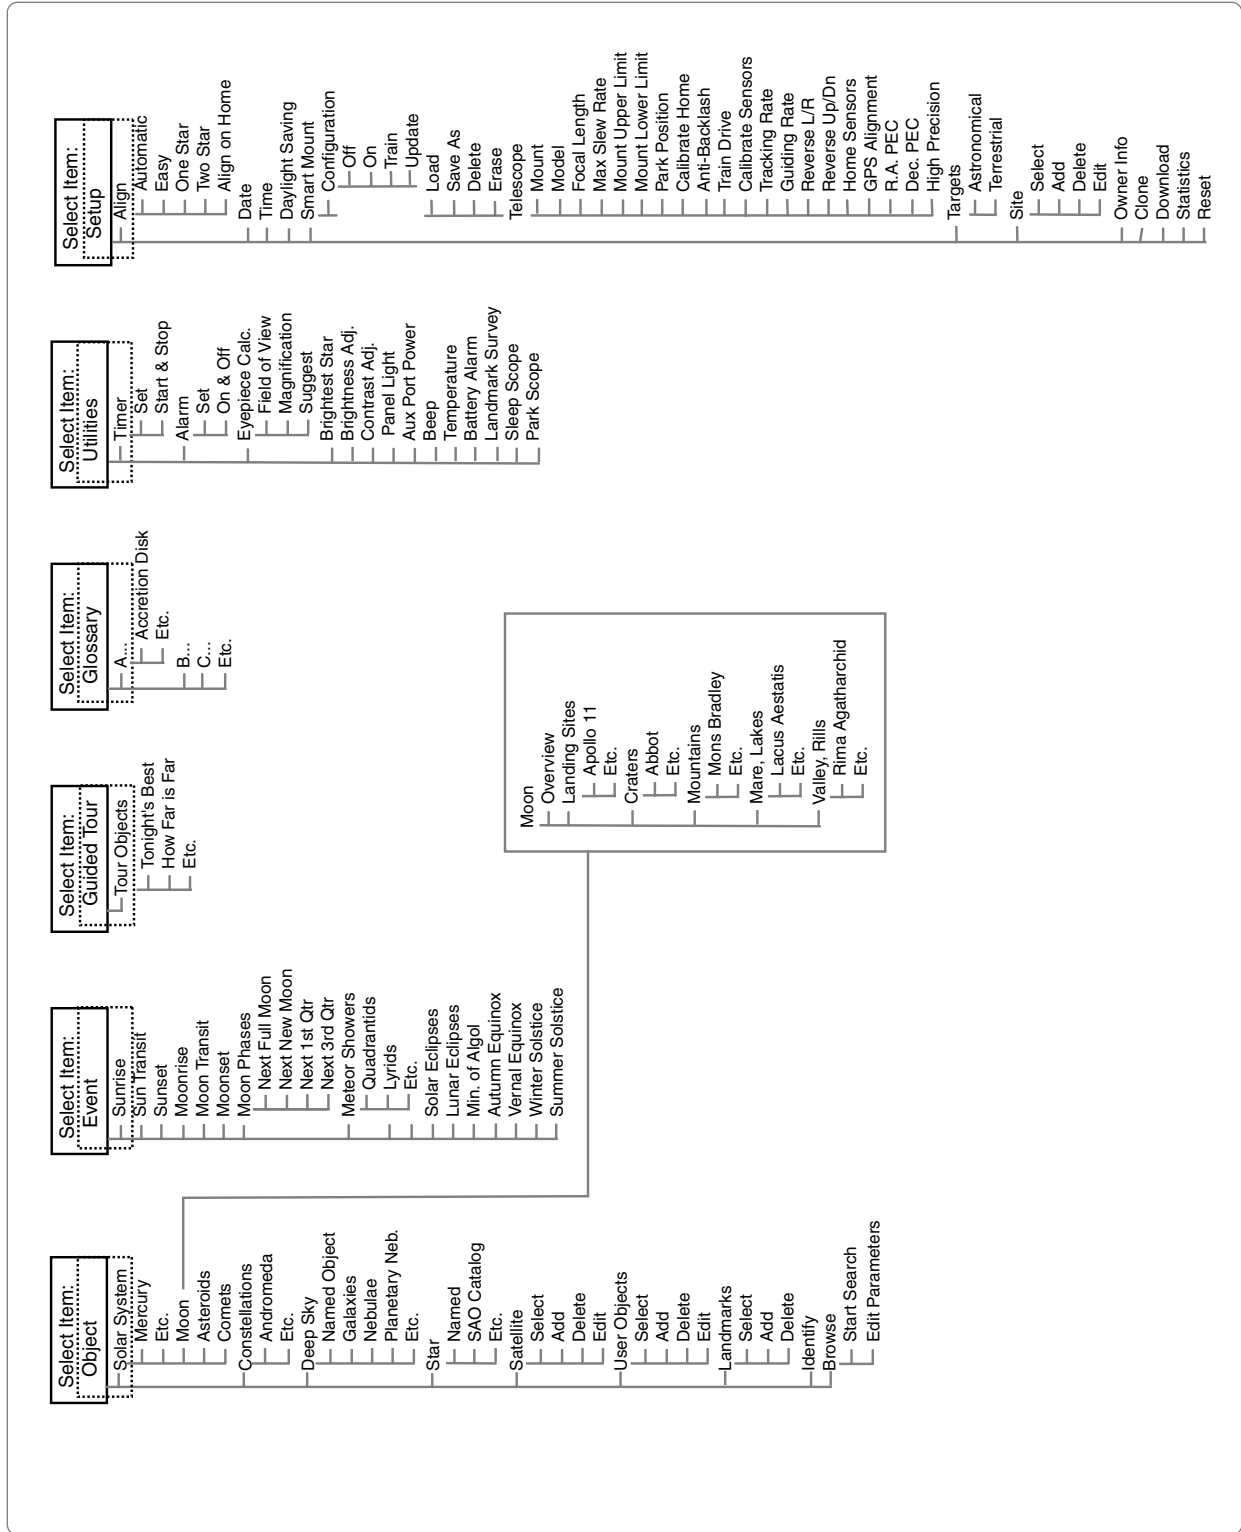 Select Item:
Object
Solar System
Mercury
Etc.
Moon
Asteroids
Comets
Constellations
Andromeda
Etc.
Deep Sky
Named Object
Galaxies
Nebulae
Planetary Neb.
Etc.
Star
Named
SAO Catalog
Etc.
Satellite
Select
Add
Delete
Edit
User Objects
Select
Add
Delete
Edit
Landmarks
Select
Add
Delete
Identify
Browse
Start Search
Edit Parameters
Select Item:
Event
Sunrise
Sun Transit
Sunset
Moonrise
Moon Transit
Moonset
Moon Phases
Next Full Moon
Next New Moon
Next 1st Qtr
Next 3rd Qtr
Meteor Showers
Quadrantids
Lyrids
Etc.
Solar Eclipses
Lunar Eclipses
Min. of Algol
Autumn Equinox
Vernal Equinox
Winter Solstice
Summer Solstice
Select Item:
Guided Tour
Tour Objects
Tonight's Best
How Far is Far
Etc.
Moon
Overview
Landing Sites
Apollo 11
Etc.
Craters
Abbot
Etc.
Mountains
Mons Bradley
Etc.
Mare, Lakes
Lacus Aestatis
Etc.
Valley, Rills
Rima Agatharchid
Etc.
Select Item:
Glossary
A...
Accretion Disk
Etc.
B...
C...
Etc.
Select Item:
Utilities
Timer
Set
Start & Stop
Alarm
Set
On & Off
Eyepiece Calc.
Field of View
Magnification
Suggest
Brightest Star
Brightness Adj.
Contrast Adj.
Panel Light
Aux Port Power
Beep
Temperature
Battery Alarm
Landmark Survey
Sleep Scope
Park Scope
Select Item:
Setup
Align
Automatic
Easy
One Star
Two Star
Align on Home
Date
Time
Daylight Saving
Smart Mount
Configuration
Off
On
Train
Update
Load
Save As
Delete
Erase
Telescope
Mount
Model
Focal Length
Max Slew Rate
Mount Upper Limit
Mount Lower Limit
Park Position
Calibrate Home
Anti-Backlash
Train Drive
Calibrate Sensors
Tracking Rate
Guiding Rate
Reverse L/R
Reverse Up/Dn
Home Sensors
GPS Alignment
R.A. PEC
Dec. PEC
High Precision
Targets
Astronomical
Terrestrial
Site
Select
Add
Delete
Edit
Owner Info
Clone
Download
Statistics
Reset